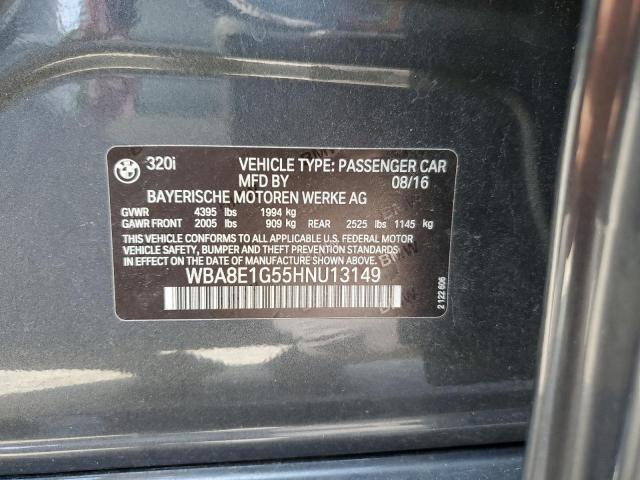 320i VEHICLE TYPE: PASSENGER CAR
MFD BY 08/16
BAYERISCHE MOTOREN WERKE AG
GVWR 4395 lbs 1994 kg
GAWR FRONT 2005 lbs 909 kg REAR 2525 lbs 1145 kg
THIS VEHICLE CONFORMS TO ALL APPLICABLE U.S. FEDERAL MOTOR
VEHICLE SAFETY, BUMPER AND THEFT PREVENTION STANDARDS
IN EFFECT ON THE DATE OF MANUFACTURE SHOWN ABOVE.
WBA8E1G55HNU13149
2 122 606
BMW